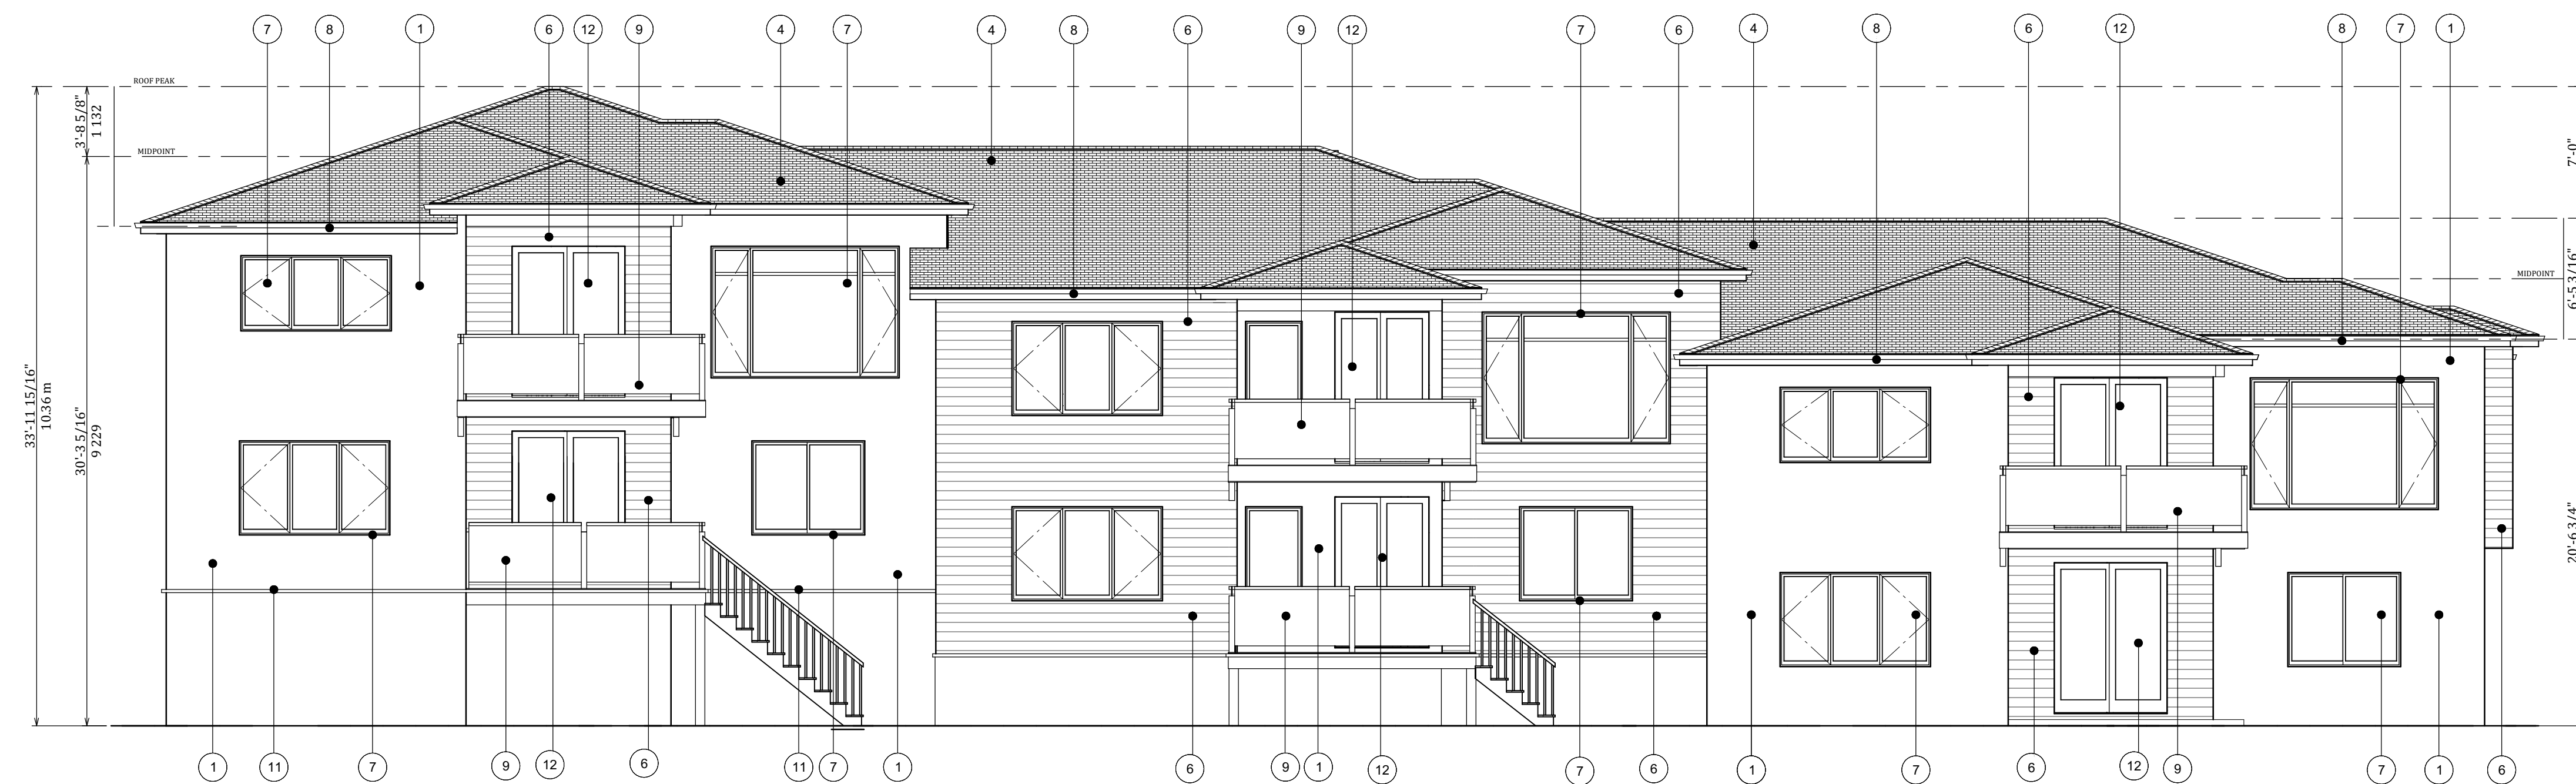 7 8 1 6 12 9 4 7 4 8 6 9 12 7 6 4 8 6 12 8 7 1
ROOF PEAK
3'-8 5/8"
1 132
MIDPOINT
7'-0"
MIDPOINT
6'-5 3/16"
33'-11 15/16"
10.36 m
30'-3 5/16"
9 229
20'-6 3/4"
1 11 7 9 12 6 11 7 1 6 9 1 12 7 6 1 7 6 12 9 7 1 6